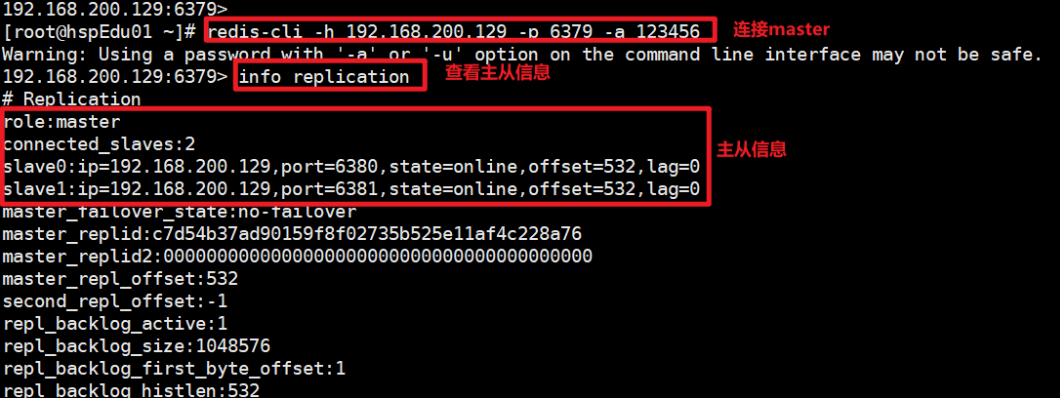 192.168.200.129:6379>
[root@hspEdu01 ~]# redis-cli -h 192.168.200.129 -p 6379 -a 123456 连接master
Warning: Using a password with '-a' or '-u' option on the command line interface may not be safe.
192.168.200.129:6379> info replication 查看主从信息
# Replication
role:master
connected_slaves:2
主从信息
slave0:ip=192.168.200.129,port=6380,state=online,offset=532,lag=0
slave1:ip=192.168.200.129,port=6381,state=online,offset=532,lag=0
master_failover_state:no-failover
master_replid:c7d54b37ad90159f8f02735b525e11af4c228a76
master_replid2:0000000000000000000000000000000000000000
master_repl_offset:532
second_repl_offset:-1
repl_backlog_active:1
repl_backlog_size:1048576
repl_backlog_first_byte_offset:1
repl_backlog_histlen:532